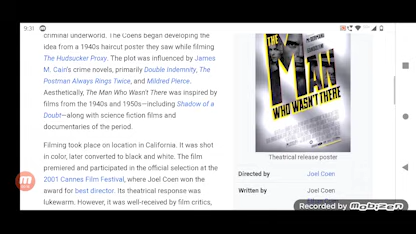 9:31
criminal underworld. The Coens began developing the
idea from a 1940s haircut poster they saw while filming
The Hudsucker Proxy. The plot was influenced by James
M. Cain's crime novels, primarily Double Indemnity, The
Postman Always Rings Twice, and Mildred Pierce.
Aesthetically, The Man Who Wasn't There was inspired by
films from the 1940s and 1950s—including Shadow of a
Doubt—along with science fiction films and
documentaries of the period.
Filming took place on location in California. It was shot
in color, later converted to black and white. The film
premiered and participated in the official selection at the
2001 Cannes Film Festival, where Joel Coen won the
award for best director. Its theatrical response was
lukewarm. However, it was well-received by film critics,
THE
MAN
WHO WASN'T THERE
Theatrical release poster
Directed by Joel Coen
Written by Joel Coen
Recorded by Mobizen